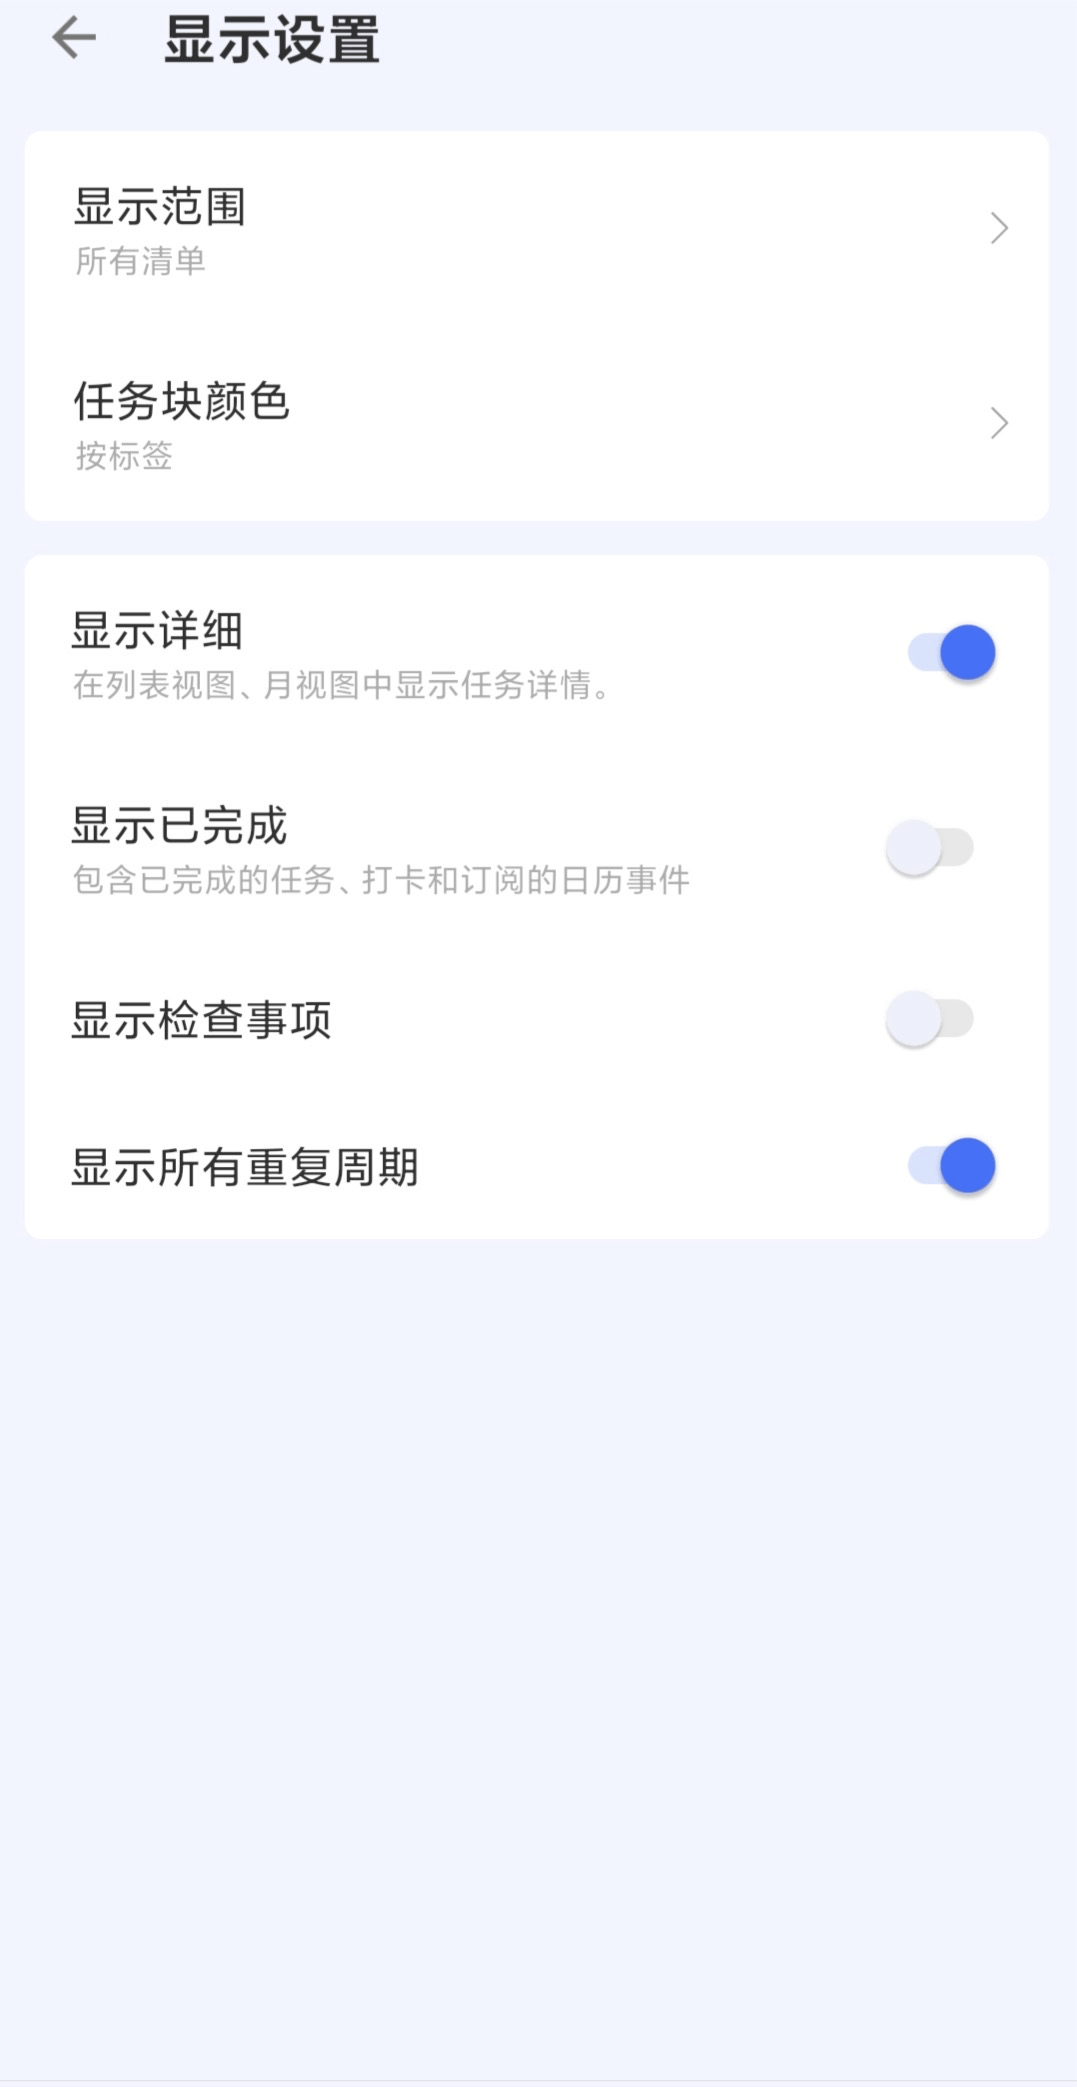 显示设置
显示范围
所有清单
任务块颜色
按标签
显示详细
在列表视图、月视图中显示任务详情。
显示已完成
包含已完成的任务、打卡和订阅的日历事件
显示检查事项
显示所有重复周期